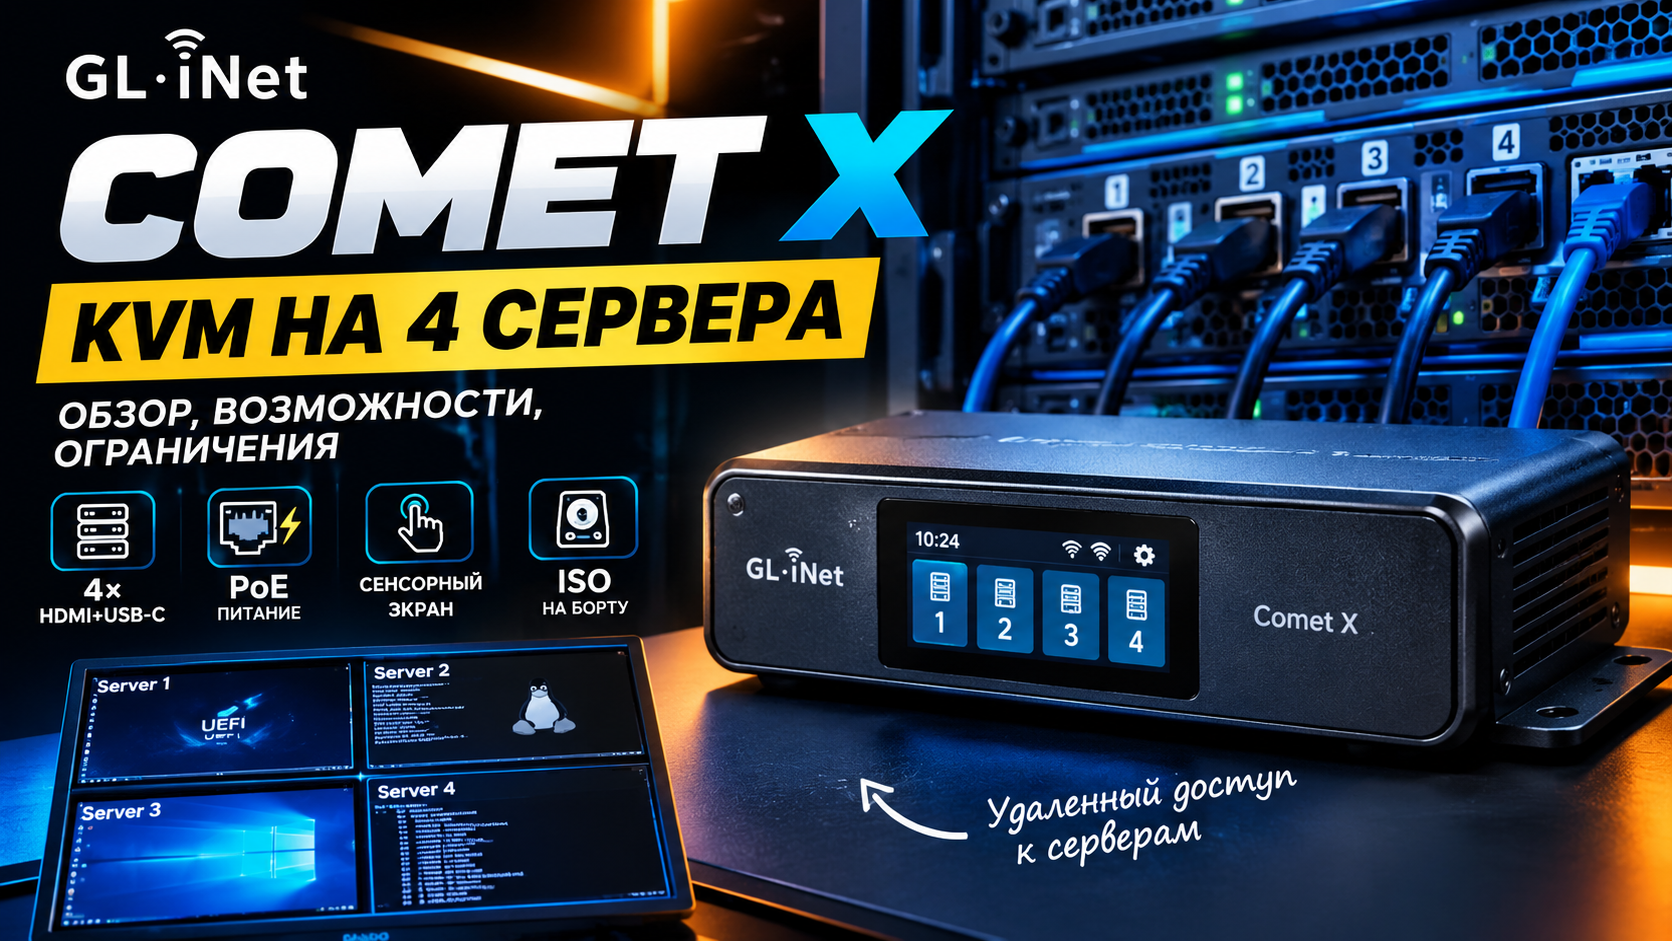 GL·iNet
COMET X
KVM НА 4 СЕРВЕРА
ОБЗОР, ВОЗМОЖНОСТИ,
ОГРАНИЧЕНИЯ
4×
HDMI+USB-C
PoE
ПИТАНИЕ
СЕНСОРНЫЙ
ЗКРАН
ISO
НА БОРТУ
1
2
3
4
10:24
1
2
3
4
GL·iNet
Comet X
Server 1
UEFI
Server 2
Server 3
Server 4
Удаленный доступ
к серверам